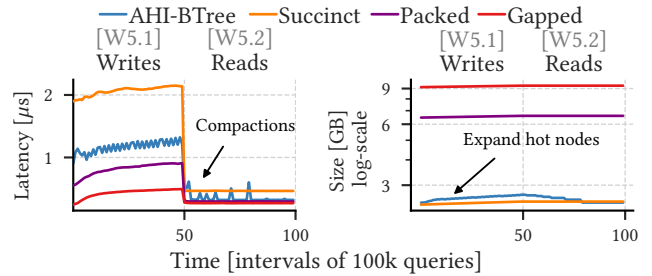 AHI-BTree Succinct Packed Gapped
[W5.1] [W5.2] [W5.1] [W5.2]
Writes Reads Writes Reads
Latency [μs]
2
1
Compactions
50 100
Size [GB]
log-scale
9
6
3
Expand hot nodes
50 100
Time [intervals of 100k queries]